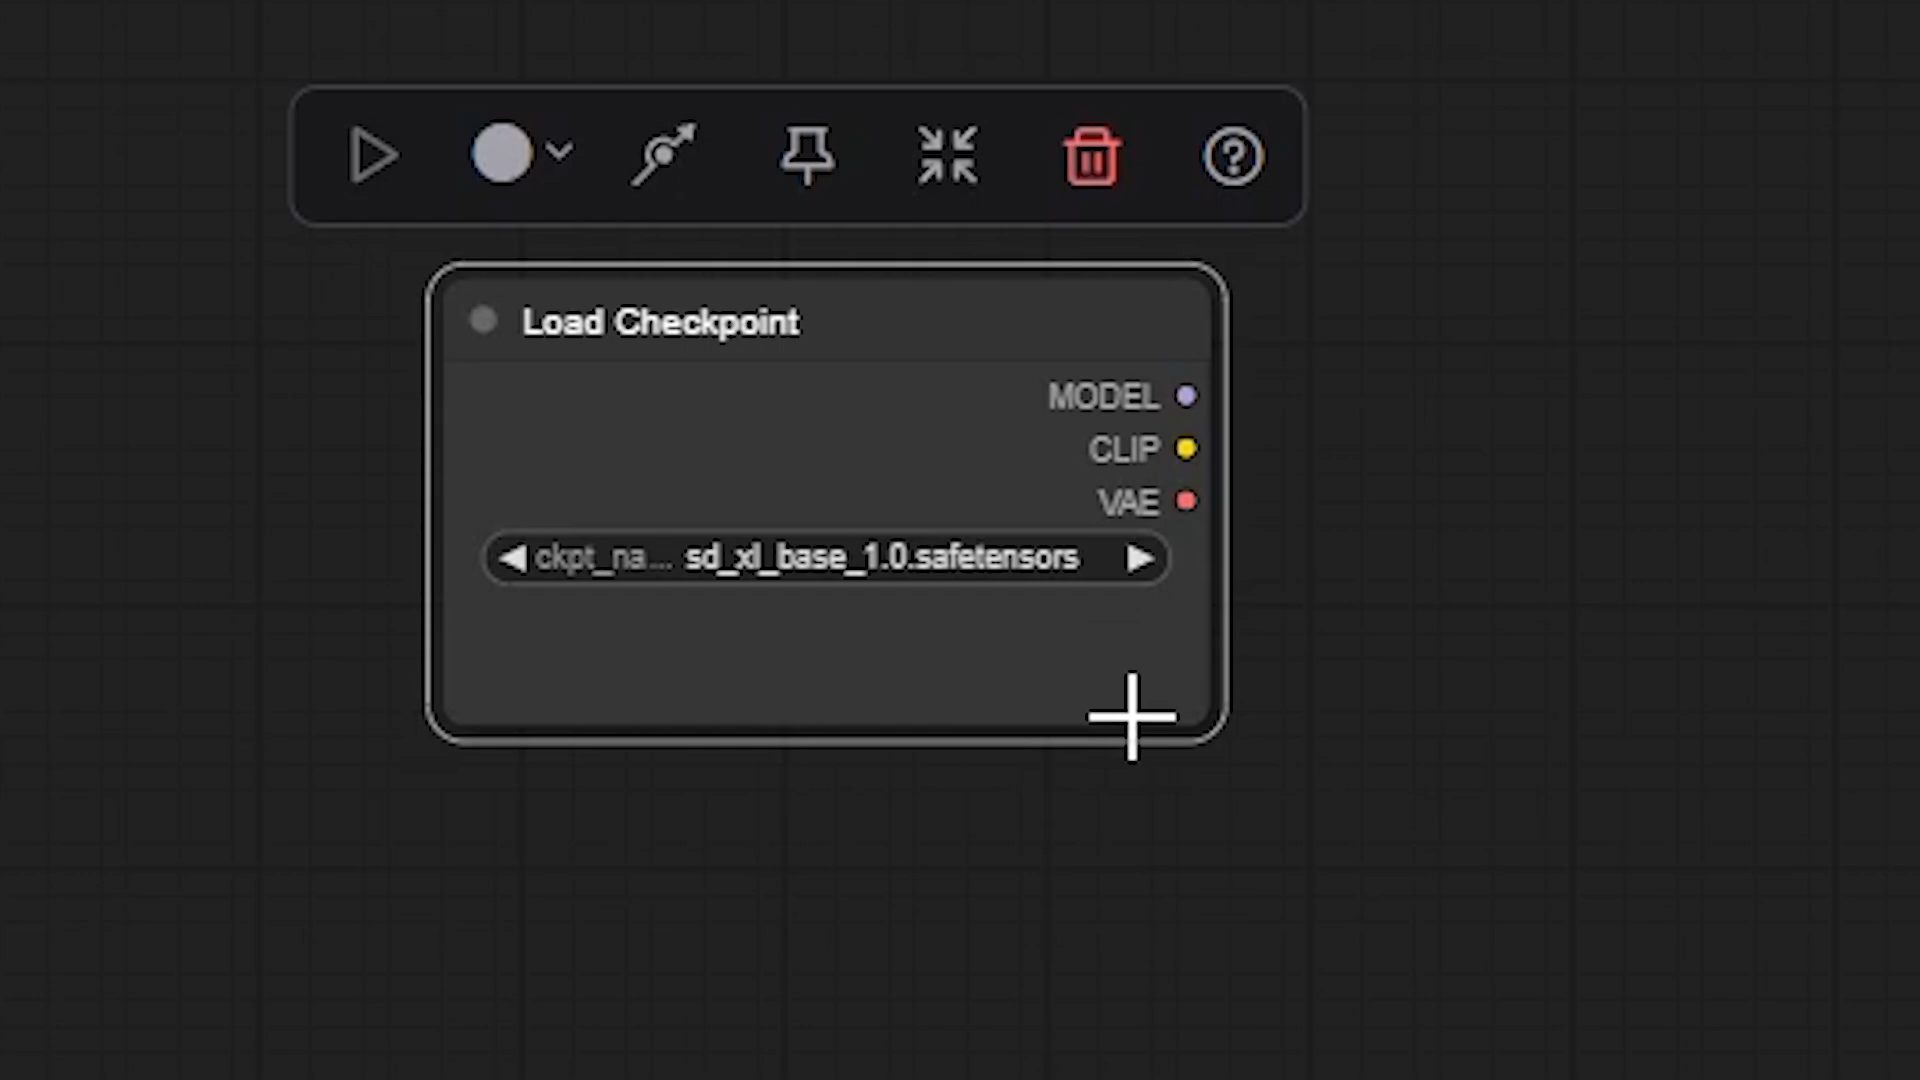 Load Checkpoint
MODEL
CLIP
VAE
ckpt_na... sd_xl_base_1.0.safetensors